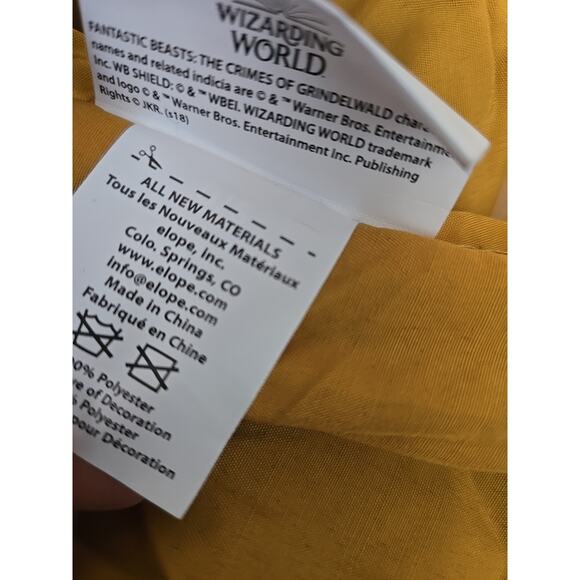 WIZARDING
WORLD
FANTASTIC BEASTS: THE CRIMES OF GRINDELWALD
names and related indicia are © & ™ Warner Bros. Entertainm
Inc. WB SHIELD: © & ™ WBEI. WIZARDING WORLD trademark
and logo © & ™ Warner Bros. Entertainment Inc. Publishing
Rights © JKR. (s18)
ALL NEW MATERIALS
Tous les Nouveaux Matériaux
elope, inc.
Colo. Springs, CO
www.elope.com
Info@elope.com
Made in China
Fabriqué en Chine
0% Polyester
ve of Decoration
% Polyester
pour Décoration